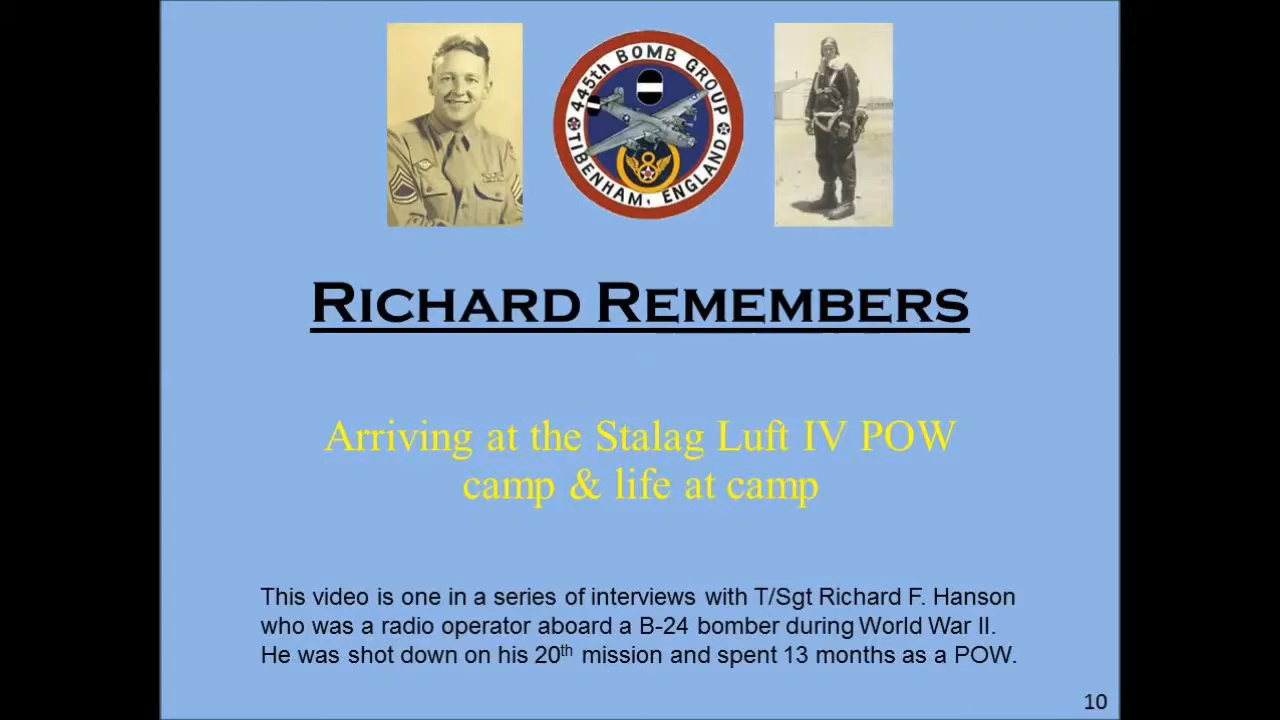 445th BOMB GROUP
8
TIBENHAM, ENGLAND
RICHARD REMEMBERS
Arriving at the Stalag Luft IV POW
camp & life at camp
This video is one in a series of interviews with T/Sgt Richard F. Hanson
who was a radio operator aboard a B-24 bomber during World War II.
He was shot down on his 20th mission and spent 13 months as a POW.
10